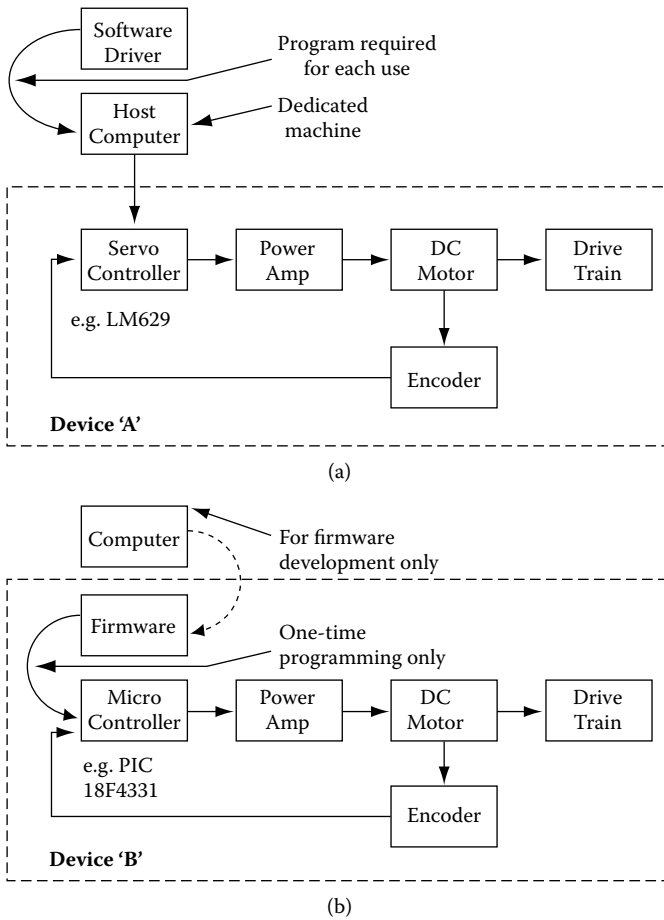 Software
Driver
Program required
for each use
Host
Computer
Dedicated
machine
Servo
Controller
Power
Amp
DC
Motor
Drive
Train
e.g. LM629
Encoder
Device ‘A’
(a)
Computer
For firmware
development only
Firmware
One-time
programming only
Micro
Controller
Power
Amp
DC
Motor
Drive
Train
e.g. PIC
18F4331
Encoder
Device ‘B’
(b)